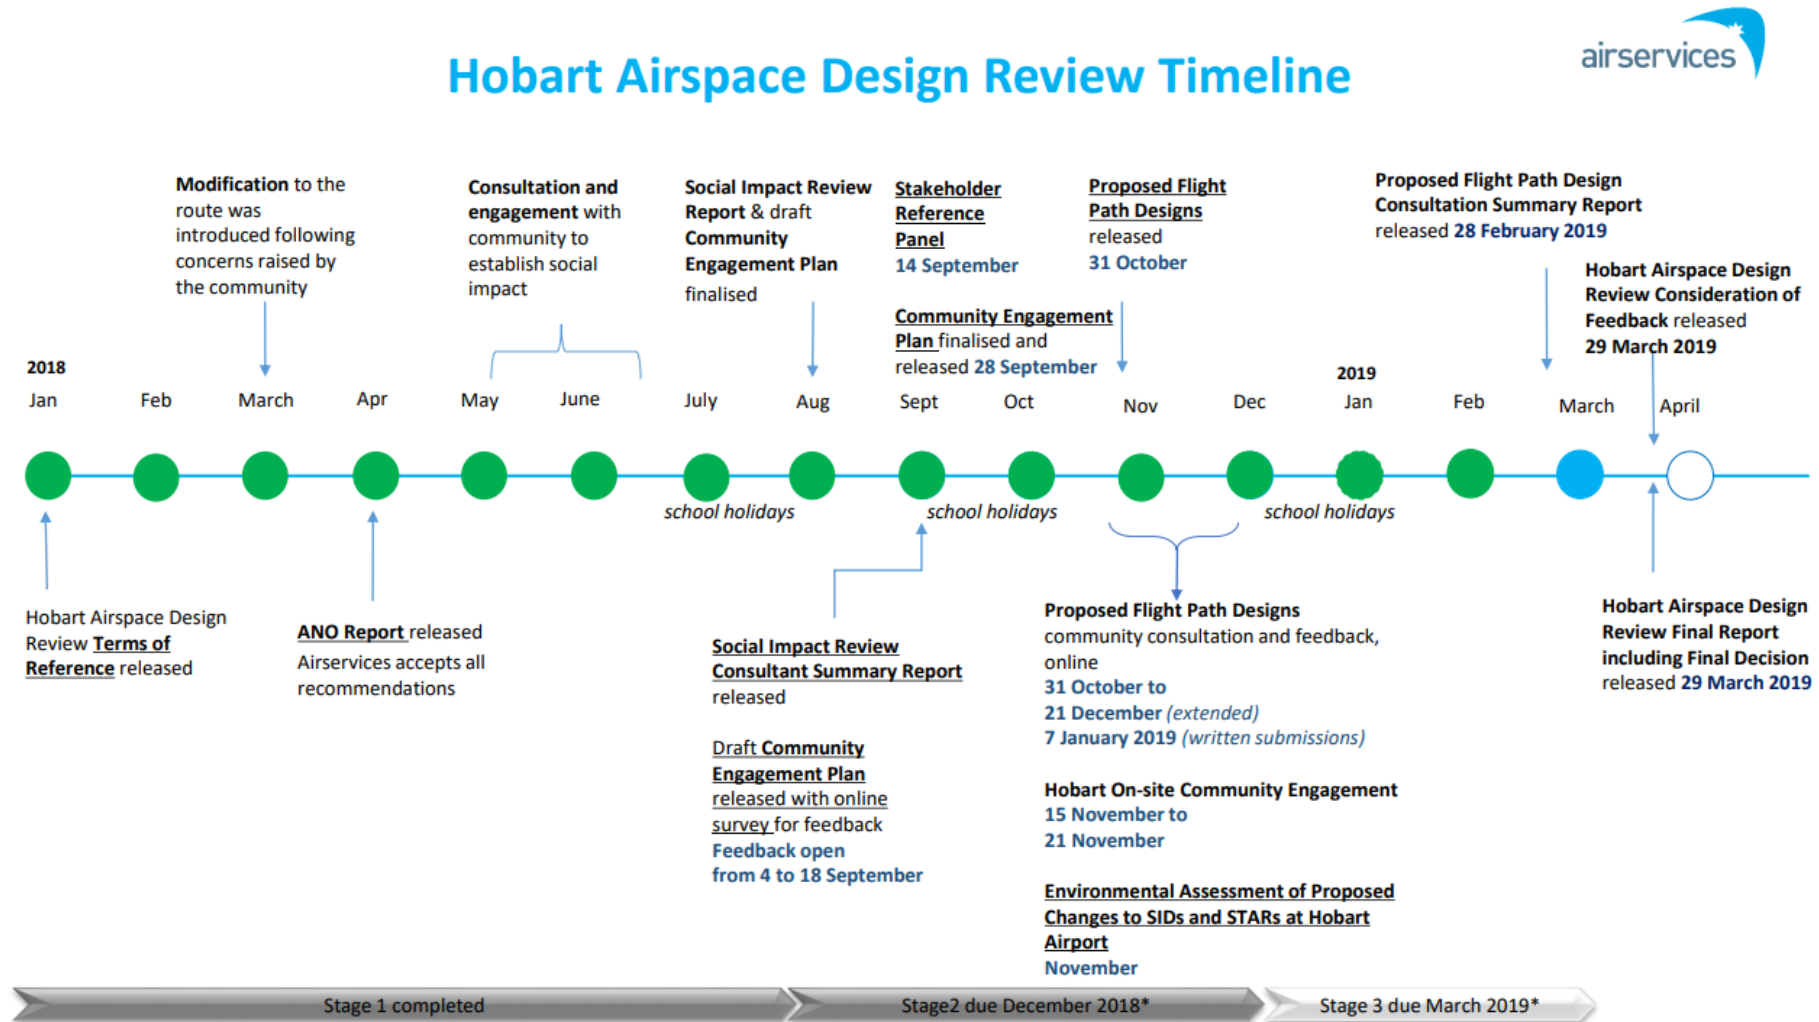 airservices
Hobart Airspace Design Review Timeline
Modification to the
route was
introduced following
concerns raised by
the community
Consultation and
engagement with
community to
establish social
impact
Social Impact Review
Report & draft
Community
Engagement Plan
finalised
Stakeholder
Reference
Panel
14 September
Community Engagement
Plan finalised and
released 28 September
Proposed Flight
Path Designs
released
31 October
Proposed Flight Path Design
Consultation Summary Report
released 28 February 2019
Hobart Airspace Design
Review Consideration of
Feedback released
29 March 2019
2018
2019
Jan
Feb
March
Apr
May
June
July
Aug
Sept
Oct
Nov
Dec
Jan
Feb
March
April
school holidays
school holidays
school holidays
Hobart Airspace Design
Review Terms of
Reference released
ANO Report released
Airservices accepts all
recommendations
Social Impact Review
Consultant Summary Report
released
Draft Community
Engagement Plan
released with online
survey for feedback
Feedback open
from 4 to 18 September
Proposed Flight Path Designs
community consultation and feedback,
online
31 October to
21 December (extended)
7 January 2019 (written submissions)
Hobart On-site Community Engagement
15 November to
21 November
Environmental Assessment of Proposed
Changes to SIDs and STARs at Hobart
Airport
November
Hobart Airspace Design
Review Final Report
including Final Decision
released 29 March 2019
Stage 1 completed
Stage2 due December 2018*
Stage 3 due March 2019*